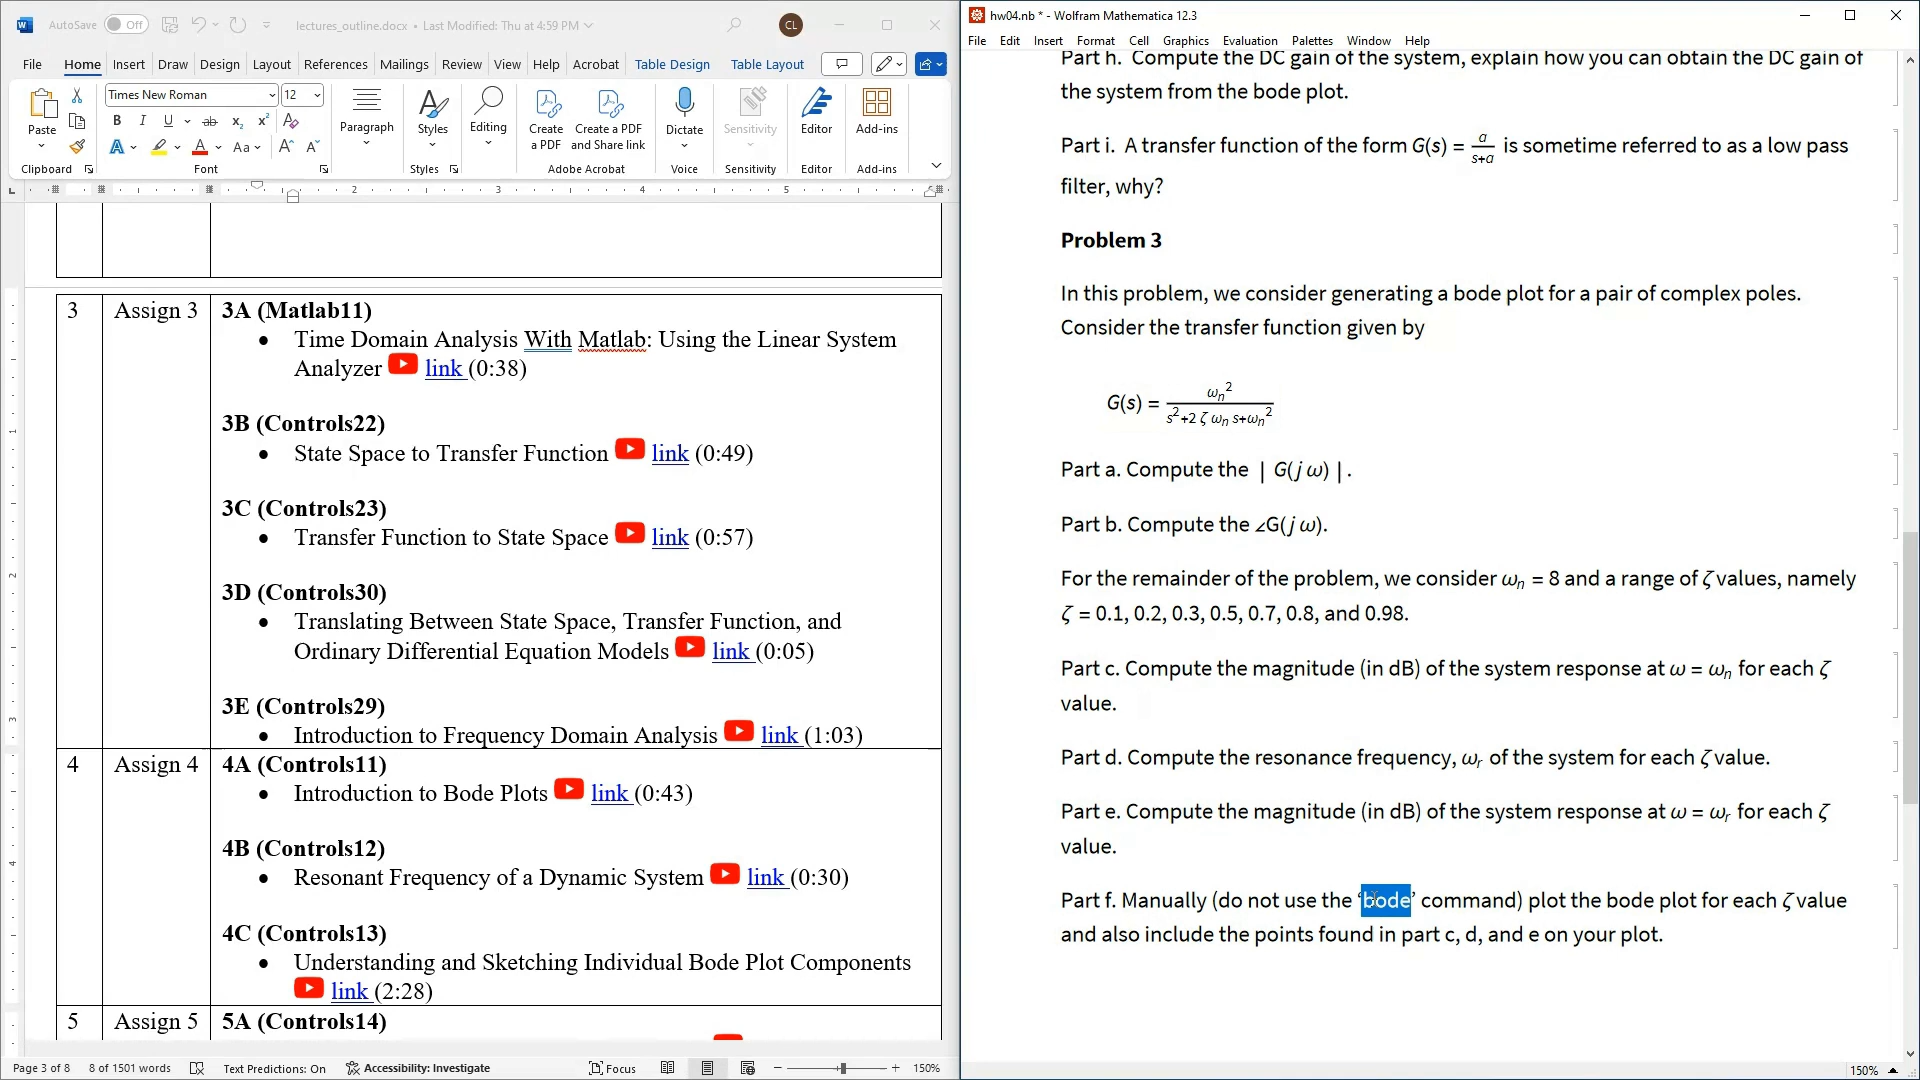 AutoSave Off lectures_outline.docx • Last Modified: Thu at 4:59 PM CL
File Home Insert Draw Design Layout References Mailings Review View Help Acrobat Table Design Table Layout
Times New Roman 12
Paste Paragraph Styles Editing Create a PDF Create a PDF and Share link Dictate Sensitivity Editor Add-ins
Clipboard Font Styles Adobe Acrobat Voice Sensitivity Editor Add-ins
3 Assign 3 3A (Matlab11)
• Time Domain Analysis With Matlab: Using the Linear System
Analyzer link (0:38)
3B (Controls22)
• State Space to Transfer Function link (0:49)
3C (Controls23)
• Transfer Function to State Space link (0:57)
3D (Controls30)
• Translating Between State Space, Transfer Function, and
Ordinary Differential Equation Models link (0:05)
3E (Controls29)
• Introduction to Frequency Domain Analysis link (1:03)
4 Assign 4 4A (Controls11)
• Introduction to Bode Plots link (0:43)
4B (Controls12)
• Resonant Frequency of a Dynamic System link (0:30)
4C (Controls13)
• Understanding and Sketching Individual Bode Plot Components
link (2:28)
5 Assign 5 5A (Controls14)
Page 3 of 8 8 of 1501 words Text Predictions: On Accessibility: Investigate Focus 150%
hw04.nb * - Wolfram Mathematica 12.3
File Edit Insert Format Cell Graphics Evaluation Palettes Window Help
Part h. Compute the DC gain of the system, explain how you can obtain the DC gain of
the system from the bode plot.
Part i. A transfer function of the form G(s) = a/(s+a) is sometime referred to as a low pass
filter, why?
Problem 3
In this problem, we consider generating a bode plot for a pair of complex poles.
Consider the transfer function given by
G(s) = ωn²/(s²+2 ζ ωn s+ωn²)
Part a. Compute the | G(j ω) |.
Part b. Compute the ∠G(j ω).
For the remainder of the problem, we consider ωn = 8 and a range of ζ values, namely
ζ = 0.1, 0.2, 0.3, 0.5, 0.7, 0.8, and 0.98.
Part c. Compute the magnitude (in dB) of the system response at ω = ωn for each ζ
value.
Part d. Compute the resonance frequency, ωr of the system for each ζ value.
Part e. Compute the magnitude (in dB) of the system response at ω = ωr for each ζ
value.
Part f. Manually (do not use the ‘bode’ command) plot the bode plot for each ζ value
and also include the points found in part c, d, and e on your plot.
150%